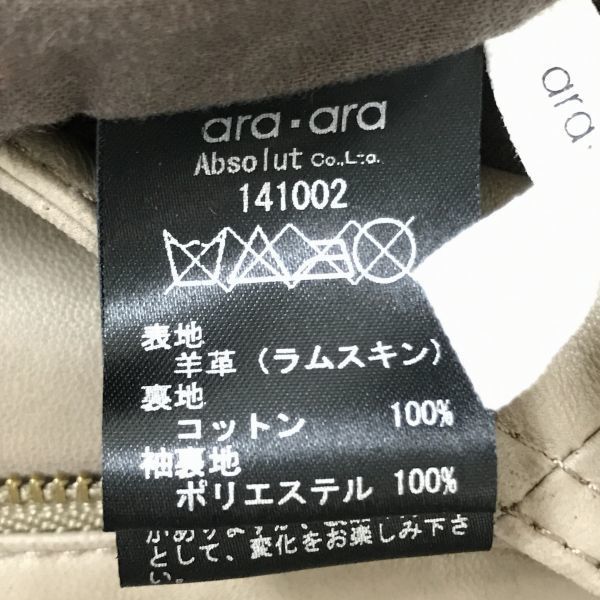 ara・ara
Absolut Co.,Ltd.
141002
表地
羊革（ラムスキン）
裏地
コットン 100%
袖裏地
ポリエステル 100%
として、変化をお楽しみ下さ
い。
ara.